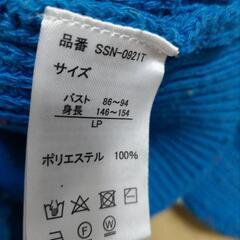 品番 SSN-0921T
サイズ
バスト 86～94
身長 146～154
LP
ポリエステル 100%